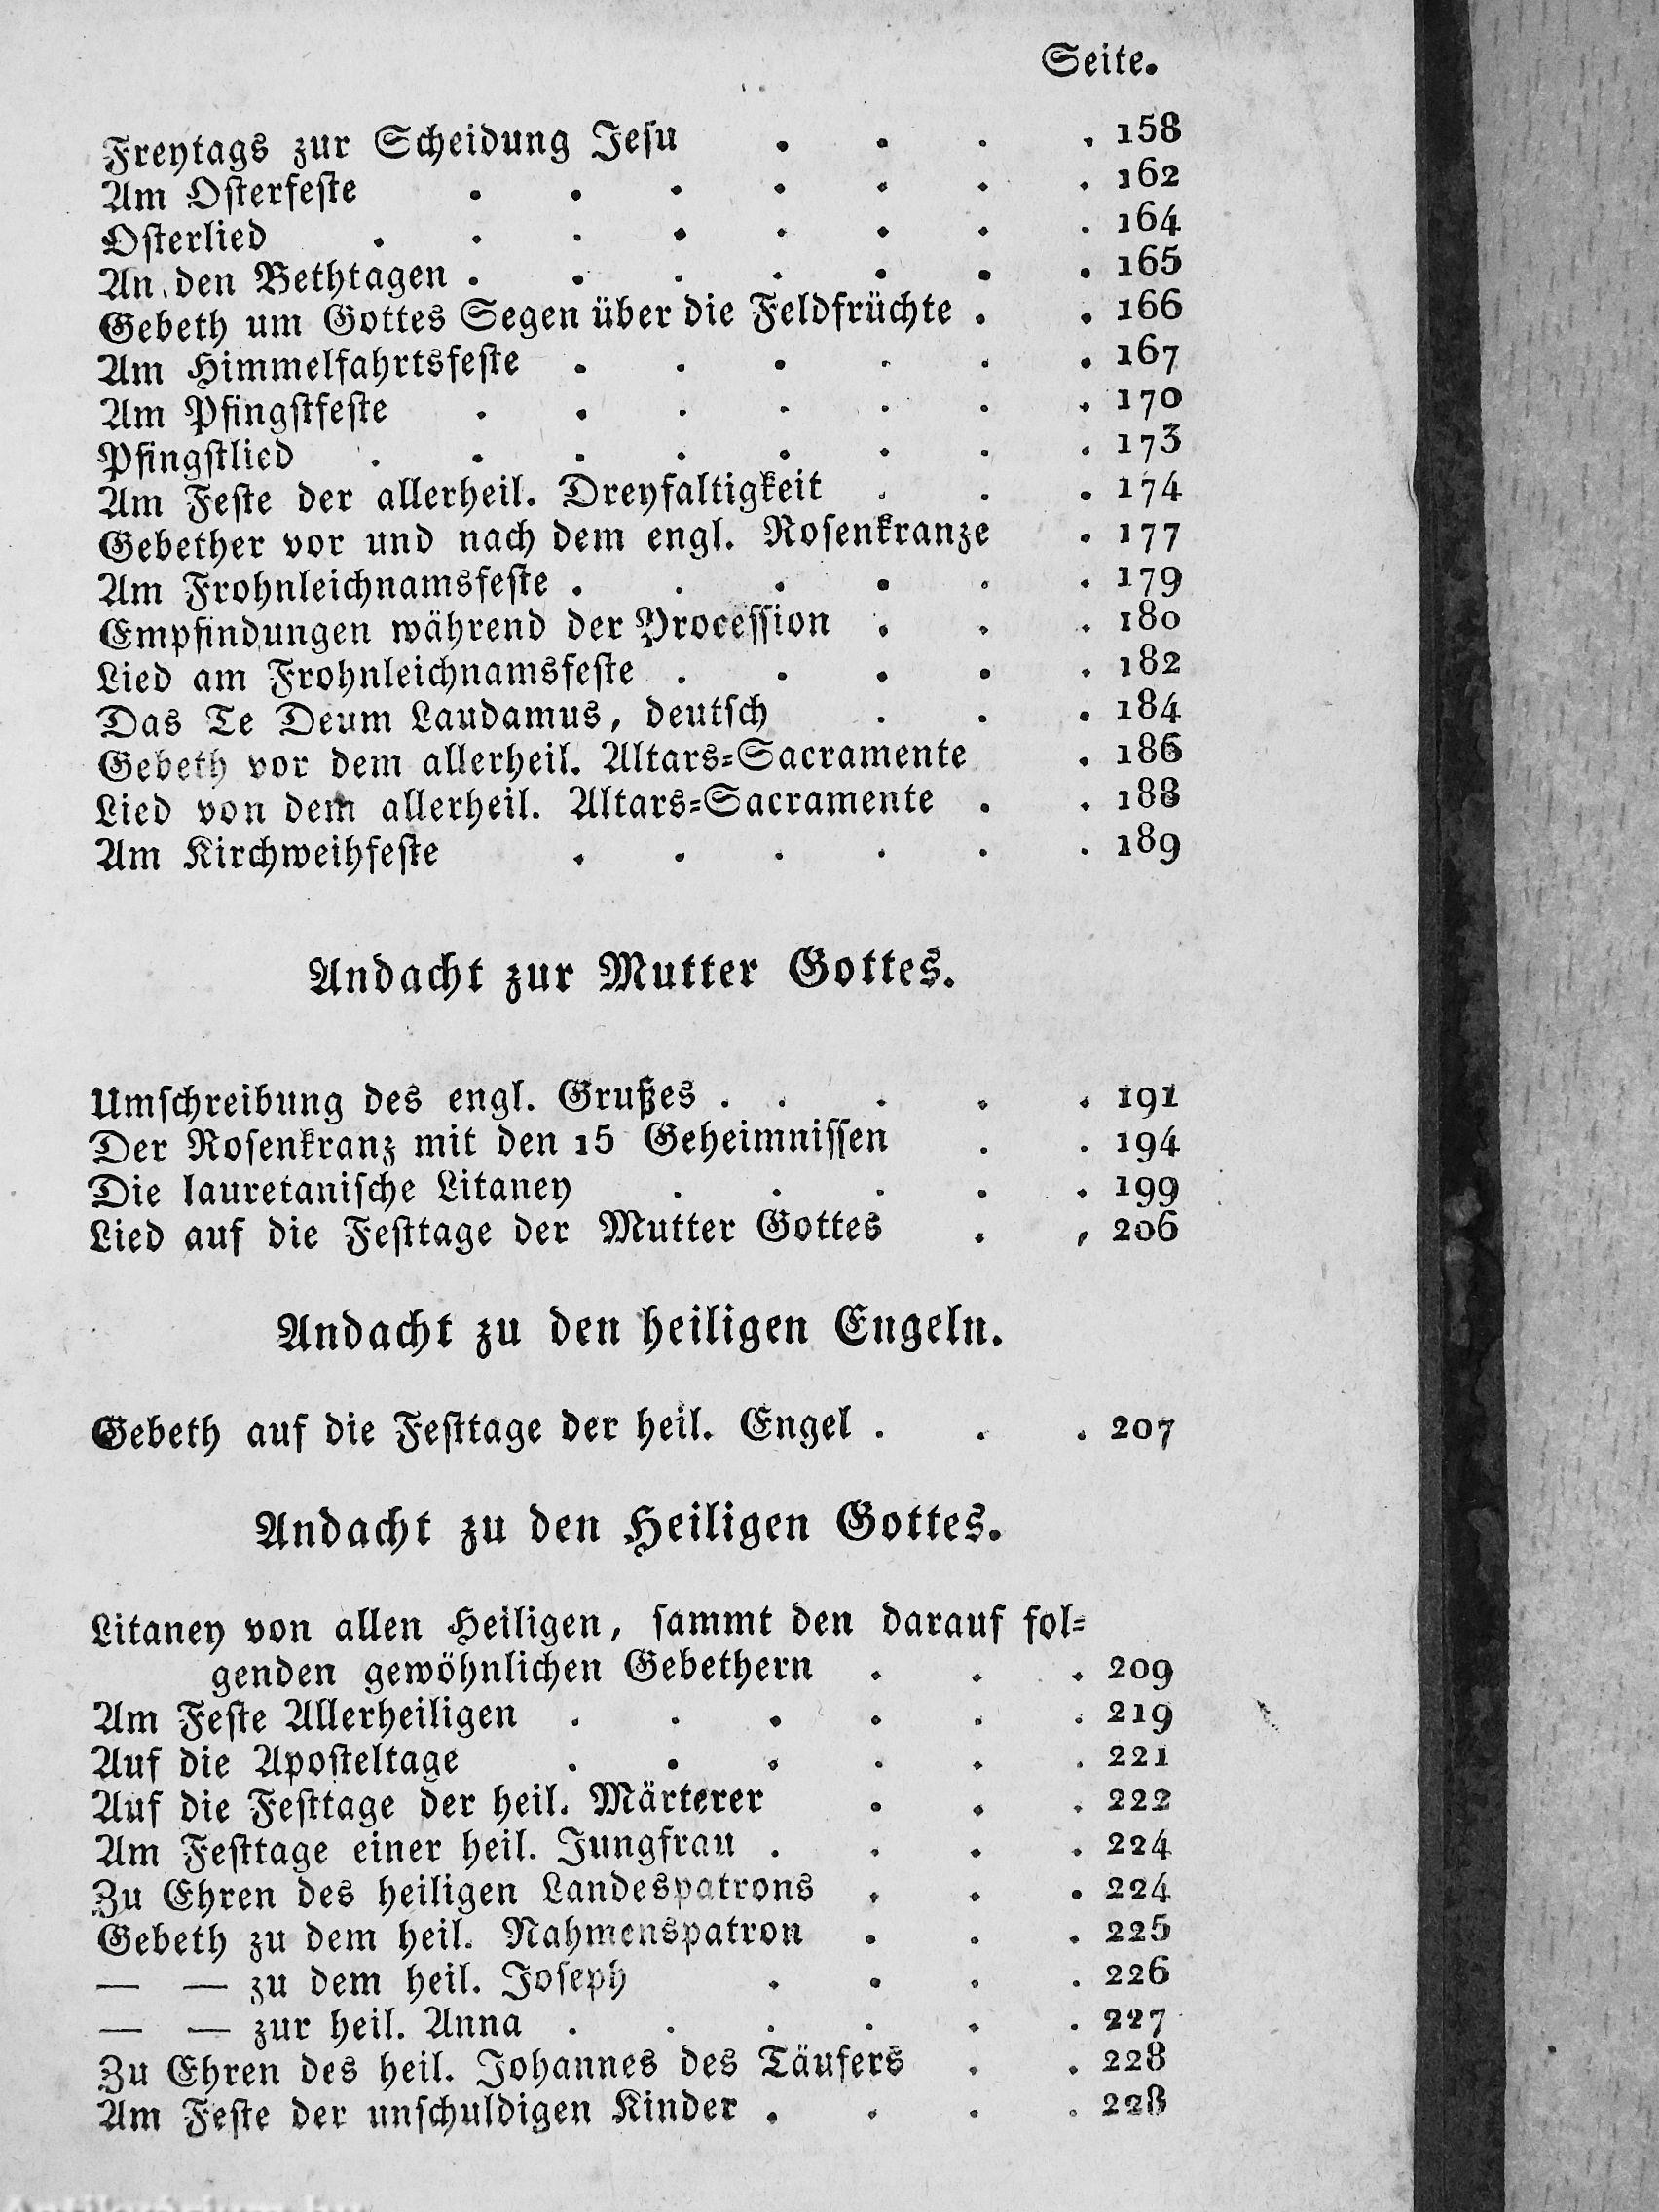 Seite.
Freytags zur Scheidung Jesu . . . . 158
Am Osterfeste . . . . . . . 162
Osterlied . . . . . . . . 164
An den Bethtagen . . . . . . . 165
Gebeth um Gottes Segen über die Feldfrüchte . . 166
Am Himmelfahrtsfeste . . . . . . 167
Am Pfingstfeste . . . . . . . 170
Pfingstlied . . . . . . . . 173
Am Feste der allerheil. Dreyfaltigkeit . . . 174
Gebether vor und nach dem engl. Rosenkranze . 177
Am Frohnleichnamsfeste . . . . . . 179
Empfindungen während der Procession . . . 180
Lied am Frohnleichnamsfeste . . . . . 182
Das Te Deum Laudamus, deutsch . . . 184
Gebeth vor dem allerheil. Altars=Sacramente . 186
Lied von dem allerheil. Altars=Sacramente . . 188
Am Kirchweihfeste . . . . . . 189
Andacht zur Mutter Gottes.
Umschreibung des engl. Grußes . . . . . 191
Der Rosenkranz mit den 15 Geheimnissen . . 194
Die lauretanische Litaney . . . . . 199
Lied auf die Festtage der Mutter Gottes . , 206
Andacht zu den heiligen Engeln.
Gebeth auf die Festtage der heil. Engel . . . 207
Andacht zu den Heiligen Gottes.
Litaney von allen Heiligen, sammt den darauf fol=
genden gewöhnlichen Gebethern . . . 209
Am Feste Allerheiligen . . . . . . 219
Auf die Aposteltage . . . . . . 221
Auf die Festtage der heil. Märterer . . . 222
Am Festtage einer heil. Jungfrau . . . . 224
Zu Ehren des heiligen Landespatrons . . . 224
Gebeth zu dem heil. Nahmenspatron . . . 225
— — zu dem heil. Joseph . . . . 226
— — zur heil. Anna . . . . . . 227
Zu Ehren des heil. Johannes des Täufers . . 228
Am Feste der unschuldigen Kinder . . . . 228